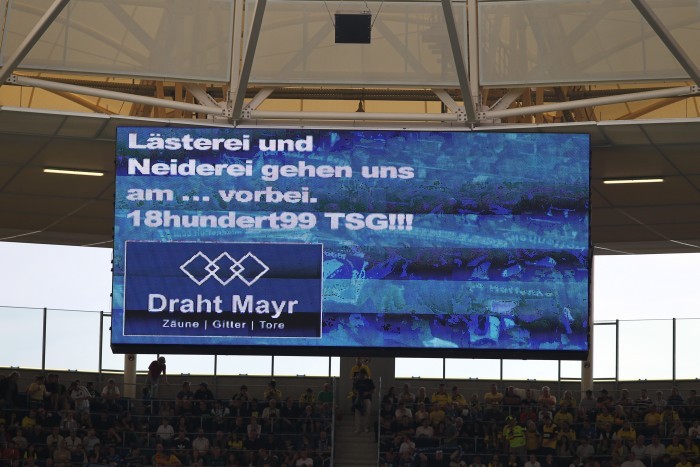 Lästerei und
Neiderei gehen uns
am ... vorbei.
18hundert99 TSG!!!
Draht Mayr
Zäune | Gitter | Tore